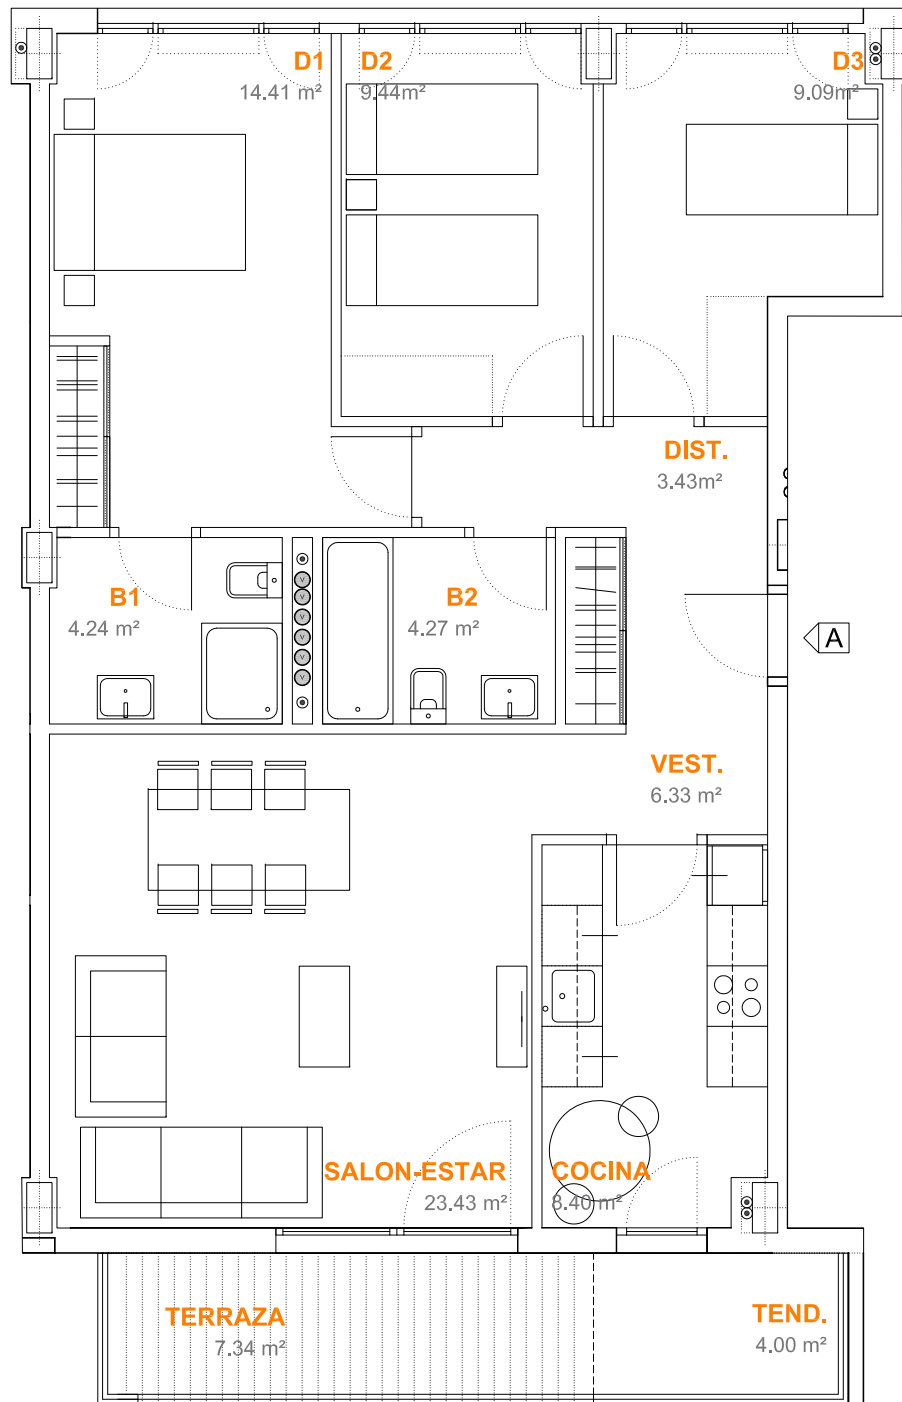 D1
14.41 m²
D2
9.44m²
D3
9.09m²
DIST.
3.43m²
B1
4.24 m²
B2
4.27 m²
A
V
V
V
V
V
V
VEST.
6.33 m²
SALON-ESTAR
23.43 m²
COCINA
8.40 m²
TERRAZA
7.34 m²
TEND.
4.00 m²